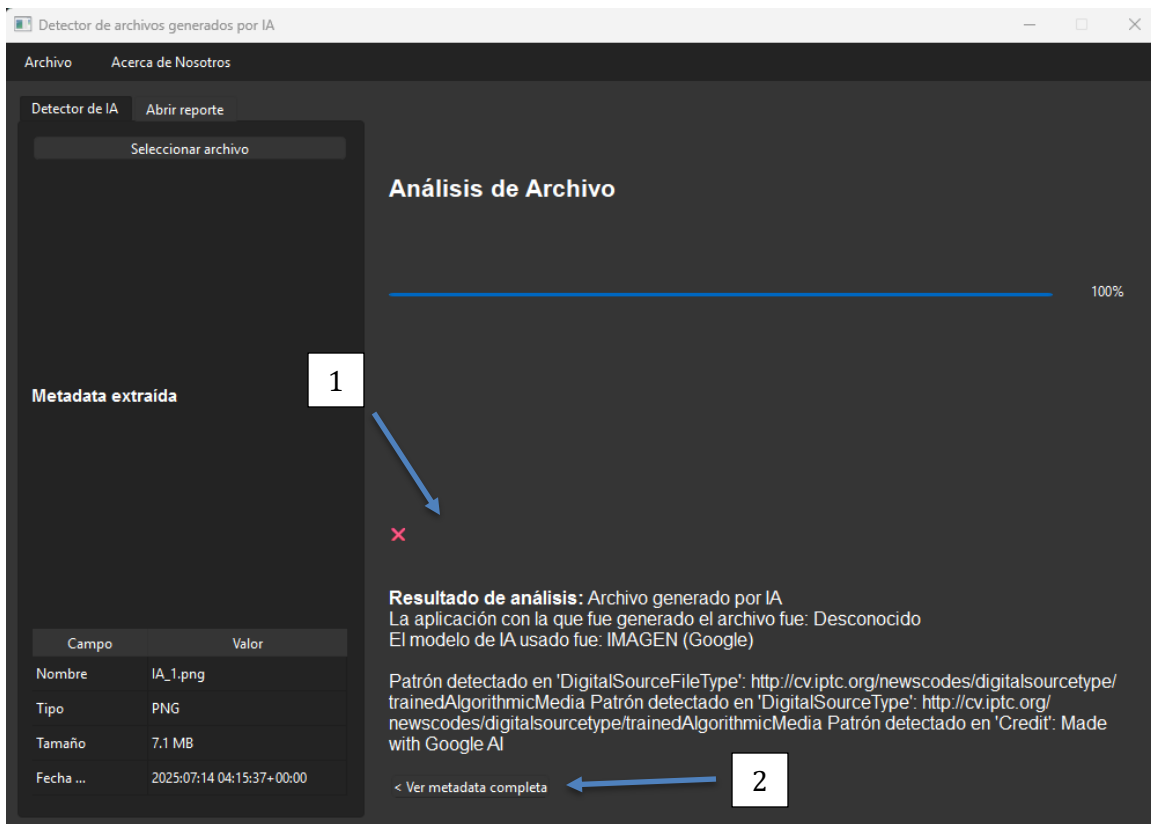 Detector de archivos generados por IA
Archivo Acerca de Nosotros
Detector de IA Abrir reporte
Seleccionar archivo
Análisis de Archivo
100%
1
Metadata extraída
Resultado de análisis: Archivo generado por IA
La aplicación con la que fue generado el archivo fue: Desconocido
El modelo de IA usado fue: IMAGEN (Google)
Patrón detectado en 'DigitalSourceFileType': http://cv.iptc.org/newscodes/digitalsourcetype/
trainedAlgorithmicMedia Patrón detectado en 'DigitalSourceType': http://cv.iptc.org/
newscodes/digitalsourcetype/trainedAlgorithmicMedia Patrón detectado en 'Credit': Made
with Google AI
Campo Valor
Nombre IA_1.png
Tipo PNG
Tamaño 7.1 MB
Fecha ... 2025:07:14 04:15:37+00:00
< Ver metadata completa
2